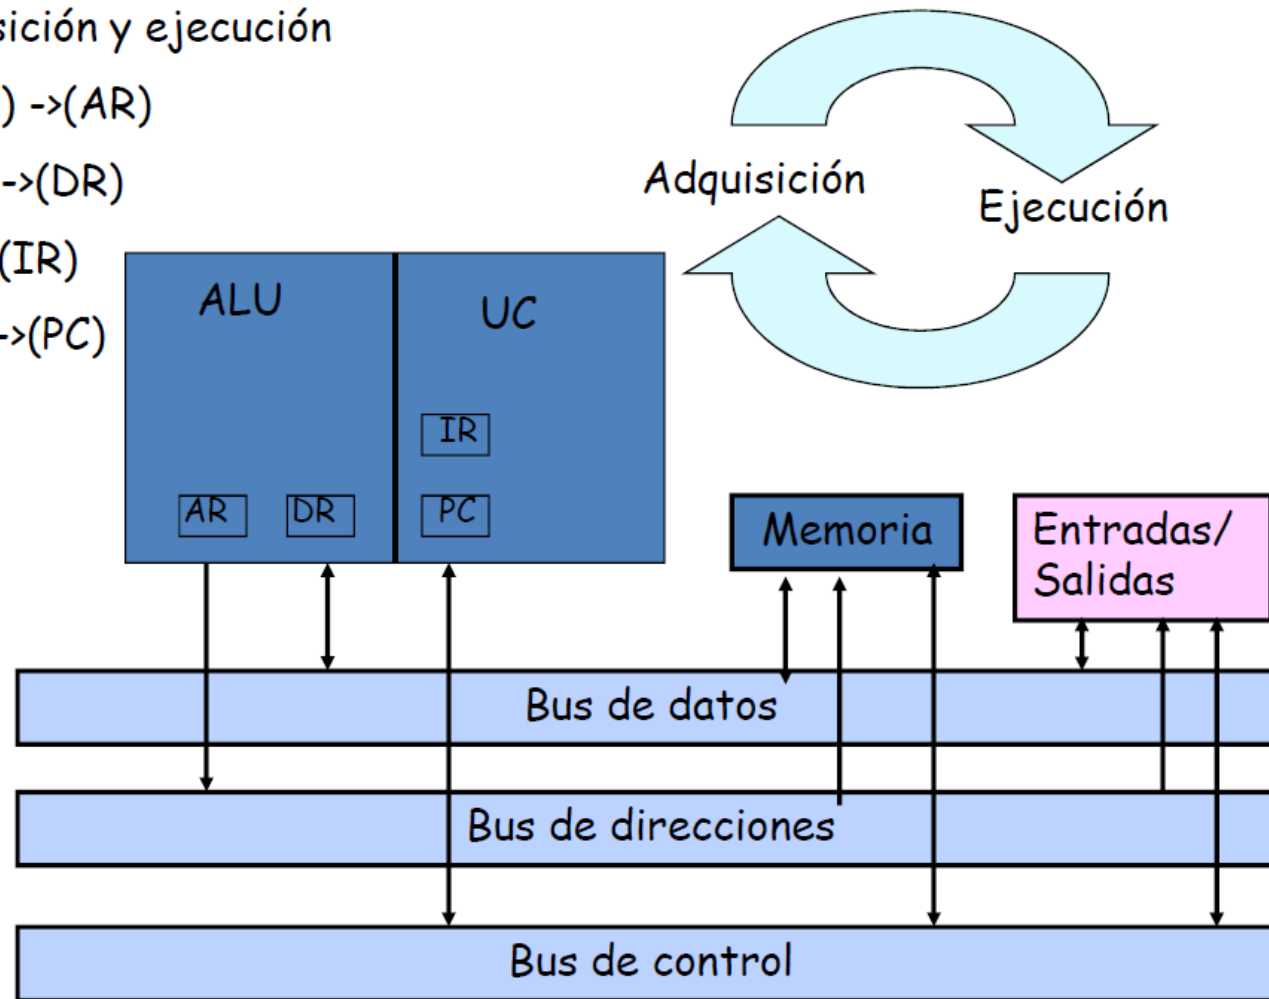 sición y ejecución
) ->(AR)
->(DR)
(IR)
->(PC)
Adquisición
Ejecución
ALU
UC
IR
AR
DR
PC
Memoria
Entradas/
Salidas
Bus de datos
Bus de direcciones
Bus de control